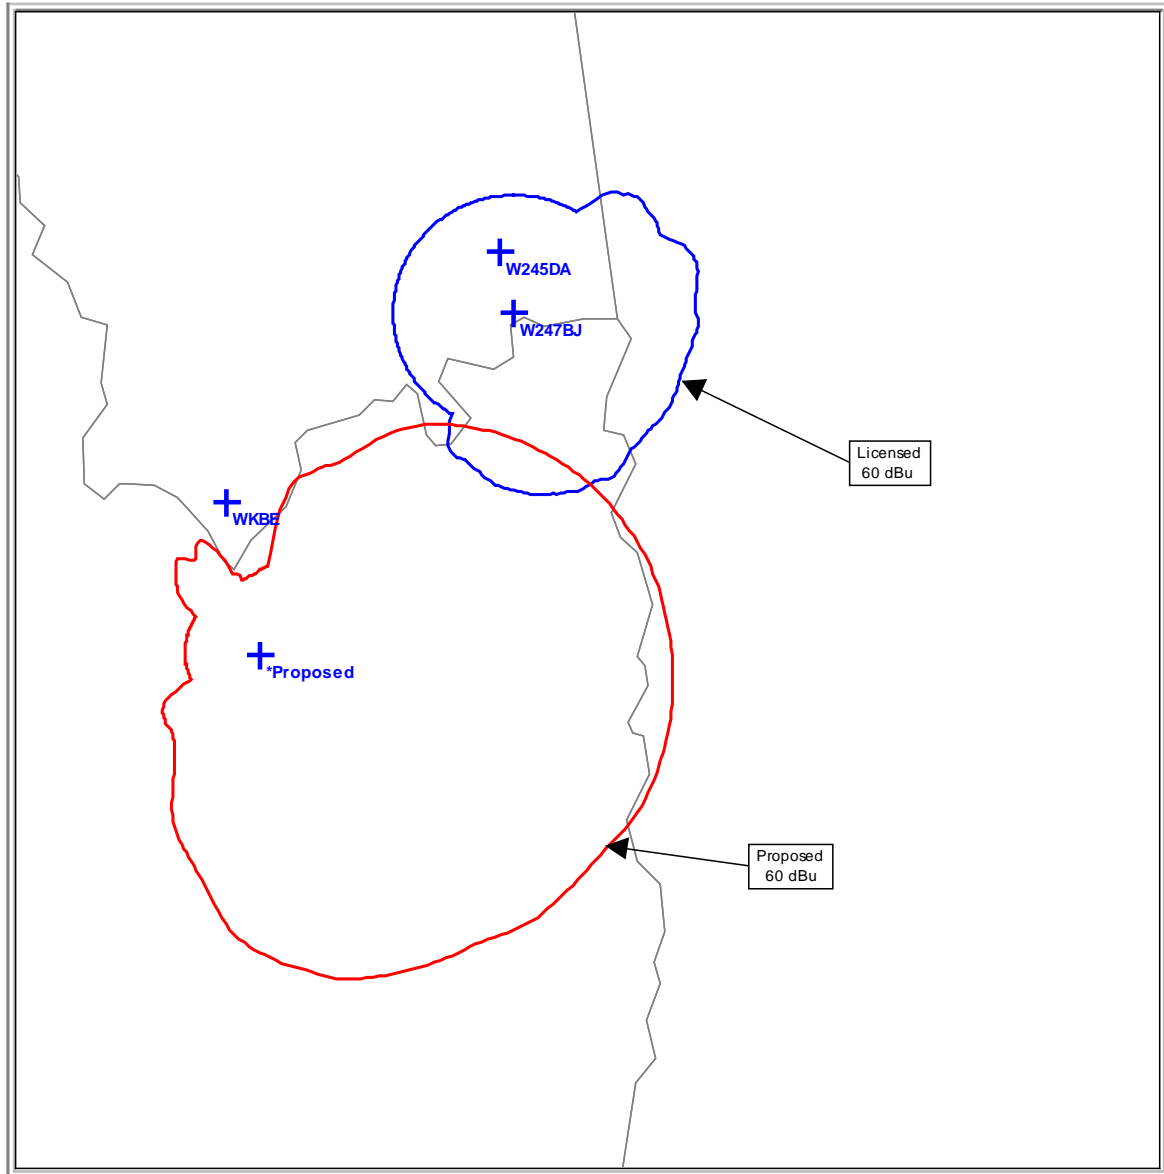 W245DA
W247BJ
Licensed
60 dBu
WKBE
*Proposed
Proposed
60 dBu